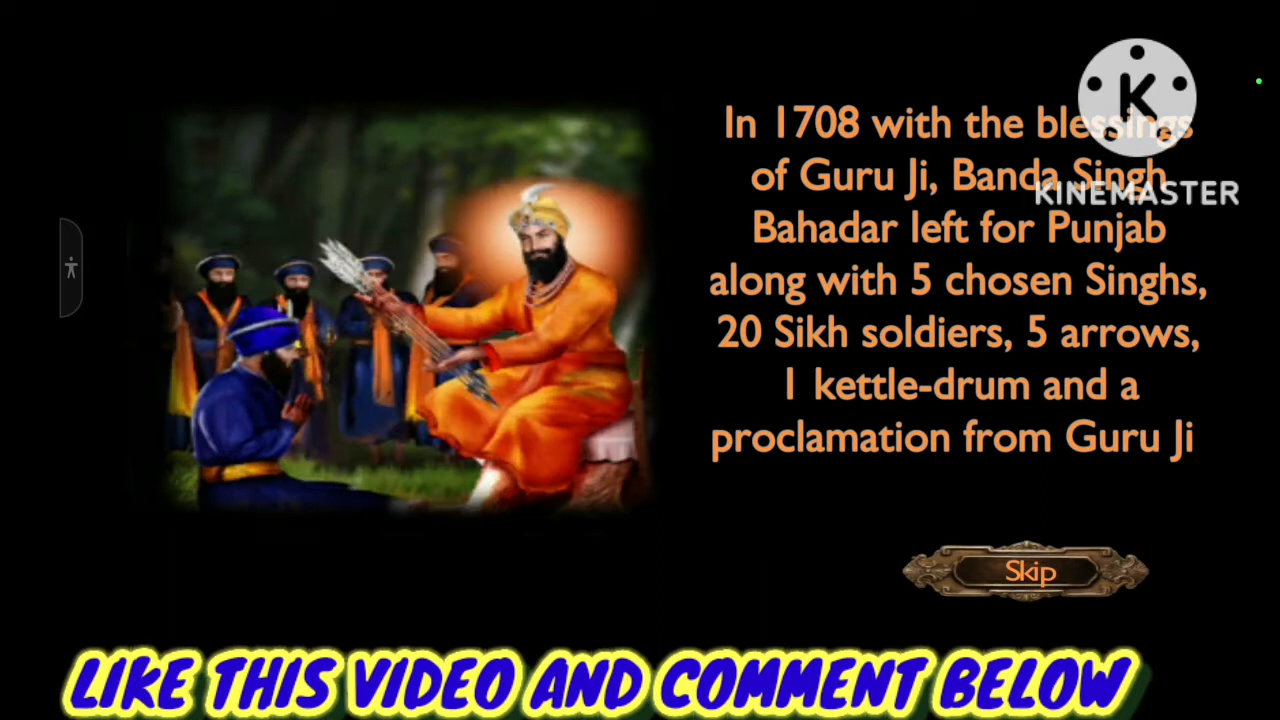 In 1708 with the blessings
of Guru Ji, Banda Singh
Bahadar left for Punjab
along with 5 chosen Singhs,
20 Sikh soldiers, 5 arrows,
1 kettle-drum and a
proclamation from Guru Ji
K
KINEMASTER
Skip
LIKE THIS VIDEO AND COMMENT BELOW